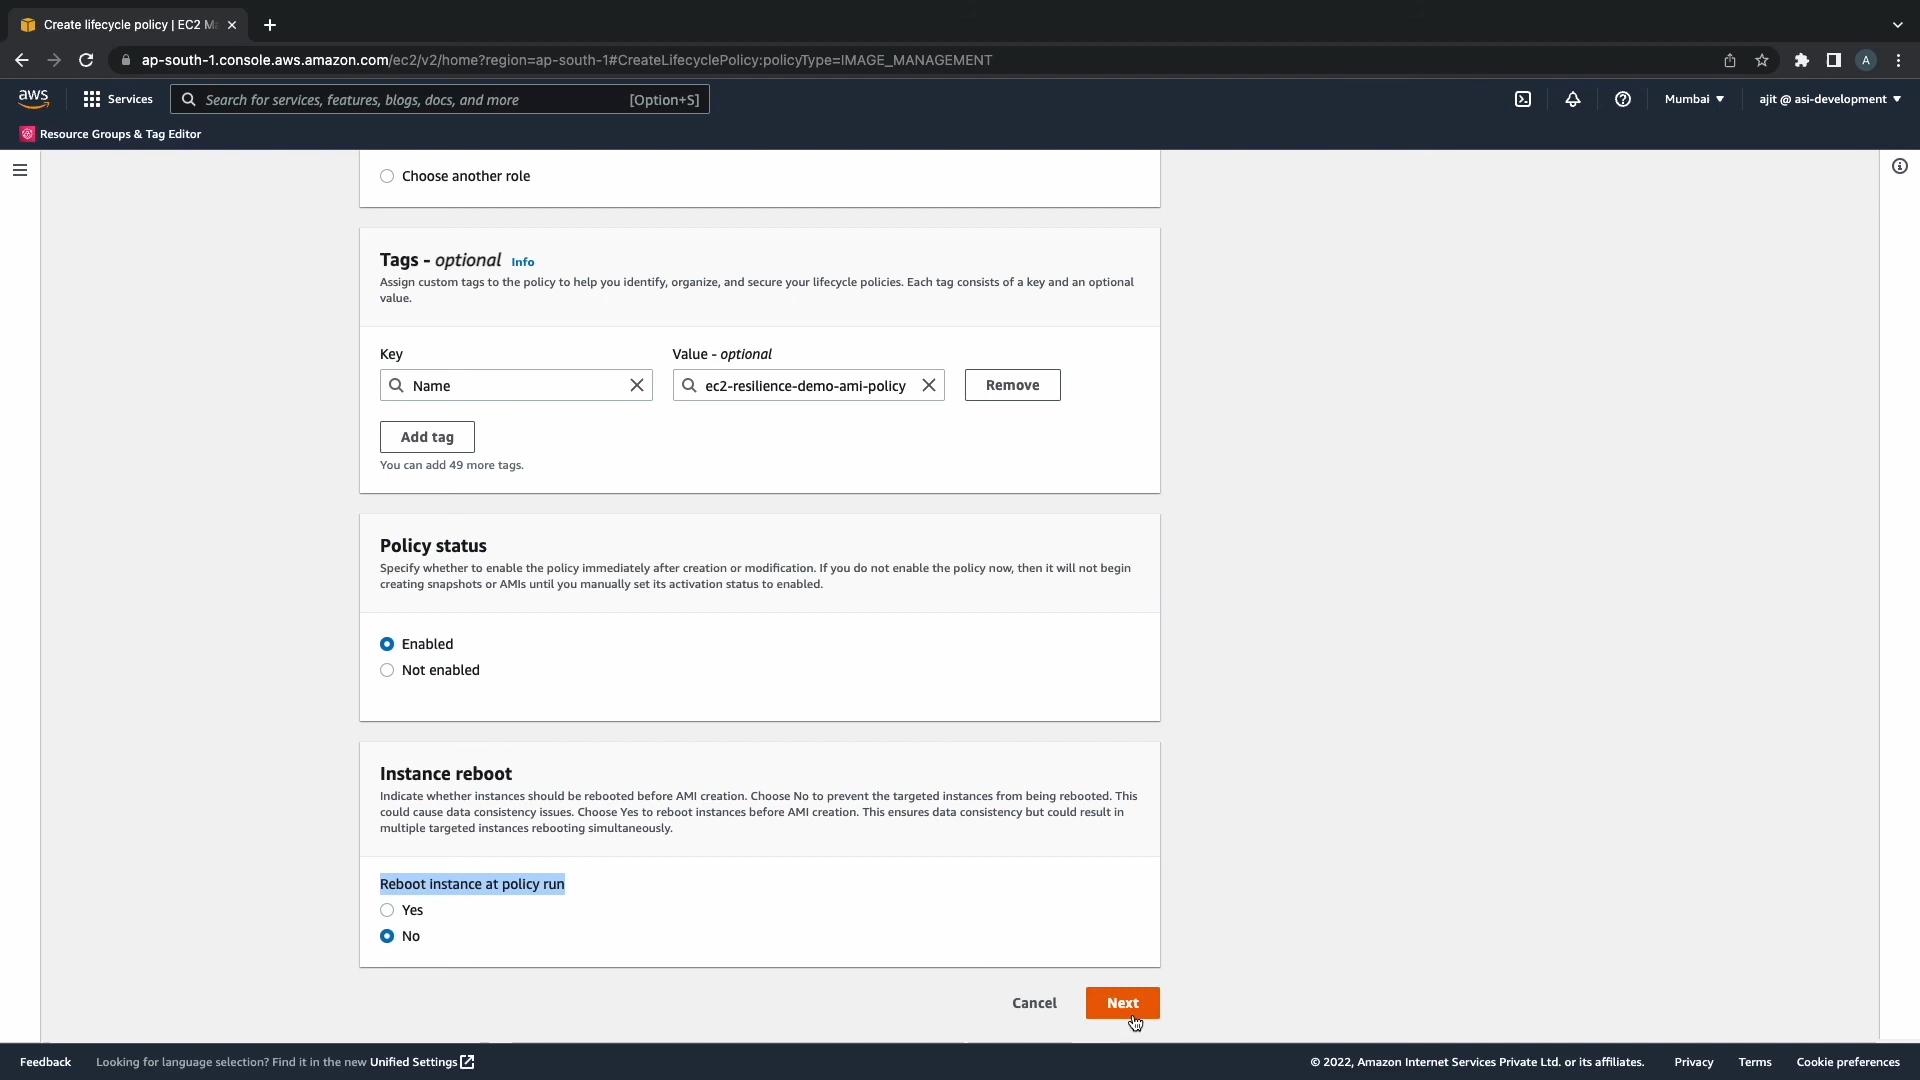 Create lifecycle policy | EC2 Ma
ap-south-1.console.aws.amazon.com/ec2/v2/home?region=ap-south-1#CreateLifecyclePolicy:policyType=IMAGE_MANAGEMENT
A
aws
Services
Search for services, features, blogs, docs, and more
[Option+S]
Mumbai
ajit @ asi-development
Resource Groups & Tag Editor
Choose another role
Tags - optional Info
Assign custom tags to the policy to help you identify, organize, and secure your lifecycle policies. Each tag consists of a key and an optional
value.
Key
Value - optional
Name
ec2-resilience-demo-ami-policy
Remove
Add tag
You can add 49 more tags.
Policy status
Specify whether to enable the policy immediately after creation or modification. If you do not enable the policy now, then it will not begin
creating snapshots or AMIs until you manually set its activation status to enabled.
Enabled
Not enabled
Instance reboot
Indicate whether instances should be rebooted before AMI creation. Choose No to prevent the targeted instances from being rebooted. This
could cause data consistency issues. Choose Yes to reboot instances before AMI creation. This ensures data consistency but could result in
multiple targeted instances rebooting simultaneously.
Reboot instance at policy run
Yes
No
Cancel
Next
Feedback
Looking for language selection? Find it in the new Unified Settings
© 2022, Amazon Internet Services Private Ltd. or its affiliates.
Privacy
Terms
Cookie preferences